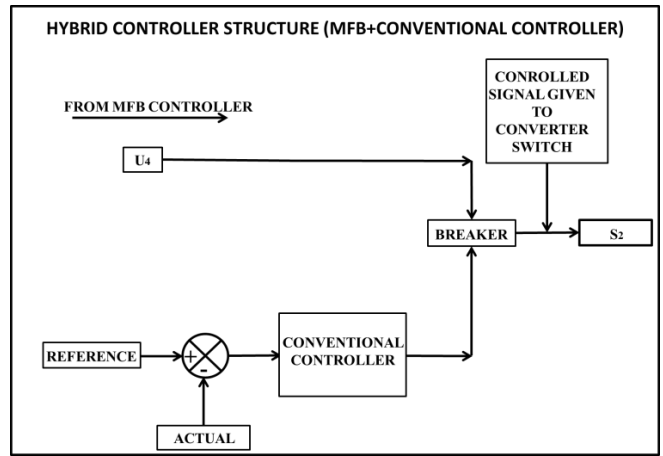 HYBRID CONTROLLER STRUCTURE (MFB+CONVENTIONAL CONTROLLER)
FROM MFB CONTROLLER
CONROLLED
SIGNAL GIVEN
TO
CONVERTER
SWITCH
U4
BREAKER
S2
REFERENCE
+
-
CONVENTIONAL
CONTROLLER
ACTUAL